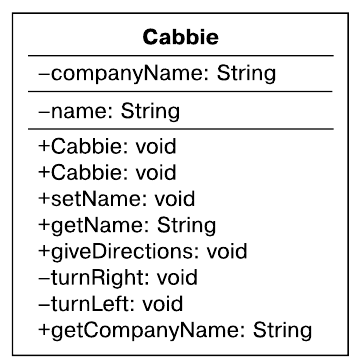 Cabbie
–companyName: String
–name: String
+Cabbie: void
+Cabbie: void
+setName: void
+getName: String
+giveDirections: void
–turnRight: void
–turnLeft: void
+getCompanyName: String